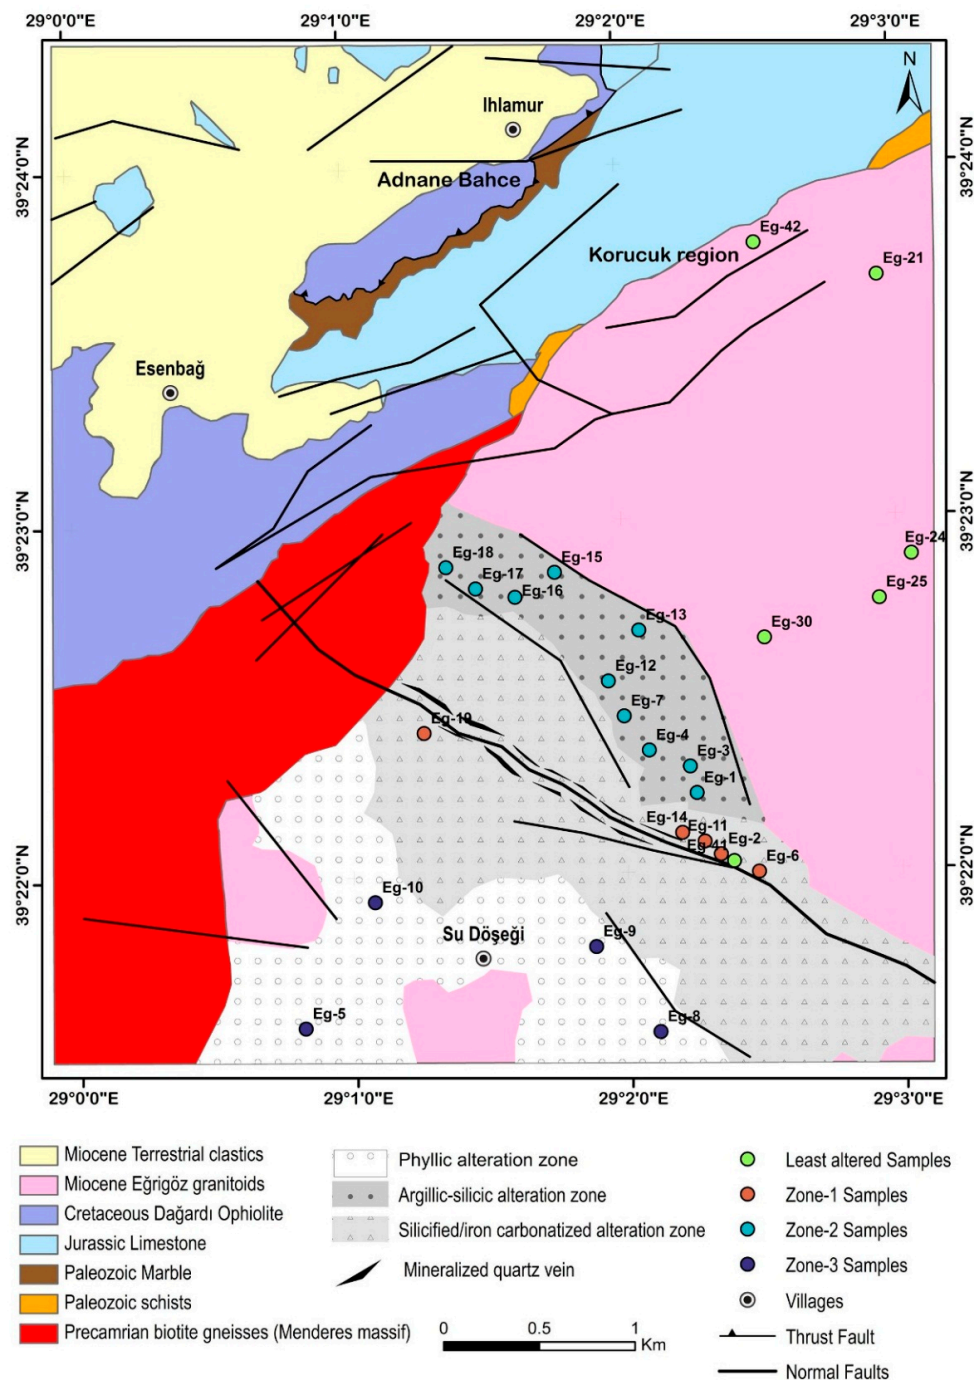 29°0'0"E 29°1'0"E 29°2'0"E 29°3'0"E
N
Ihlamur
39°24'0"N
39°24'0"N
Adnane Bahce
Eg-42
Korucuk region
Eg-21
Esenbağ
39°23'0"N
39°23'0"N
Eg-24
Eg-18
Eg-15
Eg-17
Eg-16
Eg-25
Eg-13
Eg-30
Eg-12
Eg-7
Eg-19
Eg-4
Eg-3
Eg-1
Eg-14
Eg-11
Eg-2
Eg-41
Eg-6
39°22'0"N
39°22'0"N
Eg-10
Su Döşeği
Eg-9
Eg-5
Eg-8
29°0'0"E 29°1'0"E 29°2'0"E 29°3'0"E
Miocene Terrestrial clastics
Miocene Eğrigöz granitoids
Cretaceous Dağardı Ophiolite
Jurassic Limestone
Paleozoic Marble
Paleozoic schists
Precamrian biotite gneisses (Menderes massif)
Phyllic alteration zone
Argillic-silicic alteration zone
Silicified/iron carbonatized alteration zone
Mineralized quartz vein
0 0.5 1
Km
Least altered Samples
Zone-1 Samples
Zone-2 Samples
Zone-3 Samples
Villages
Thrust Fault
Normal Faults